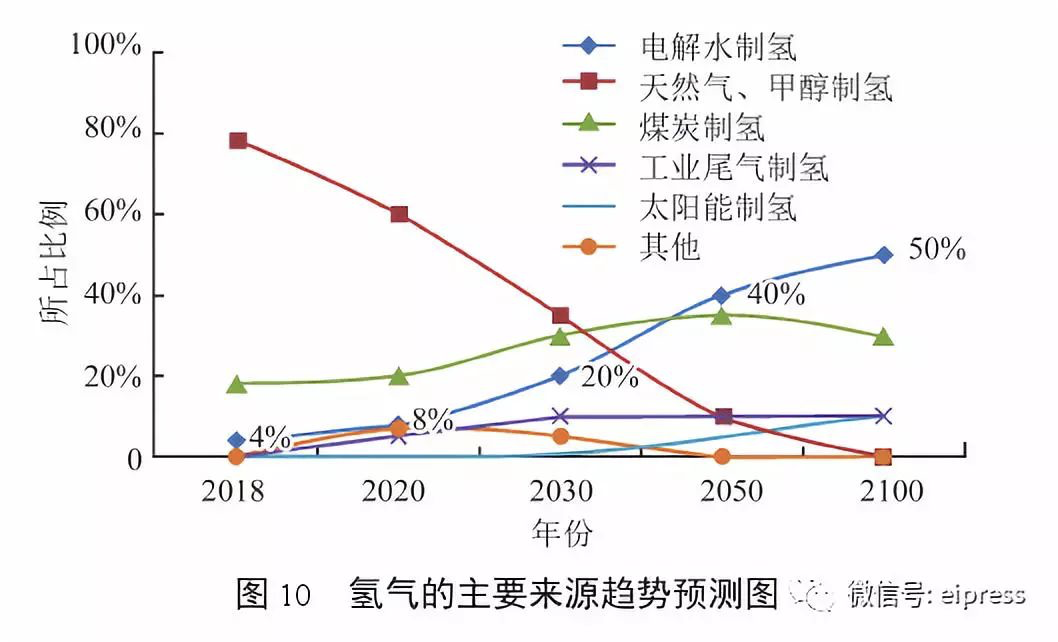 100%
80%
60%
40%
20%
0
所占比例
电解水制氢
天然气、甲醇制氢
煤炭制氢
工业尾气制氢
太阳能制氢
其他
4%
8%
20%
40%
50%
2018 2020 2030 2050 2100
年份
图 10 氢气的主要来源趋势预测图
微信号: eipress